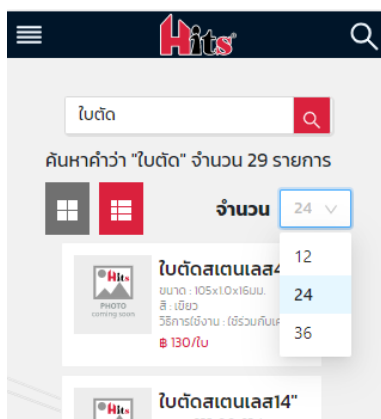 Hits
ใบตัด
ค้นหาคำว่า "ใบตัด" จำนวน 29 รายการ
จำนวน 24
12
24
36
Hits
PHOTO
coming soon
ใบตัดสเตนเลส4
ขนาด : 105x1.0x16มม.
สี : เขียว
วิธีการใช้งาน : ใช้ร่วมกับ
฿ 130/ใบ
Hits
ใบตัดสเตนเลส14"